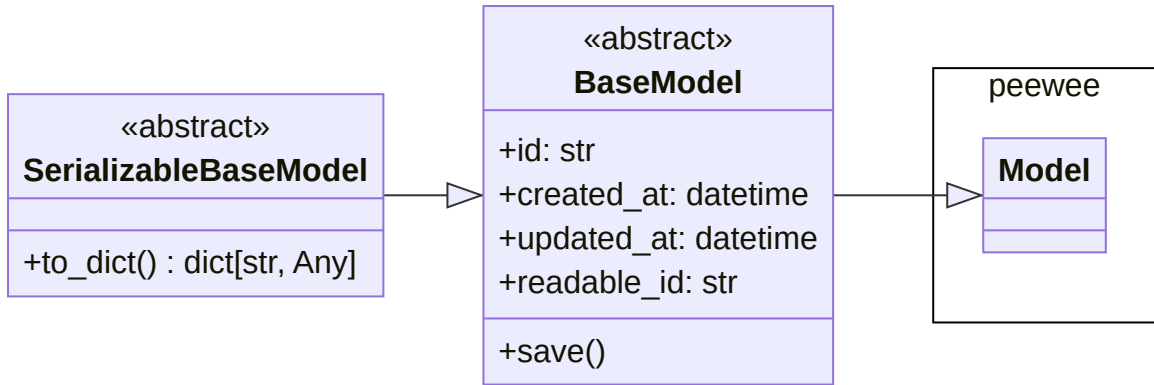 «abstract»
SerializableBaseModel
+to_dict() : dict[str, Any]
«abstract»
BaseModel
+id: str
+created_at: datetime
+updated_at: datetime
+readable_id: str
+save()
peewee
Model